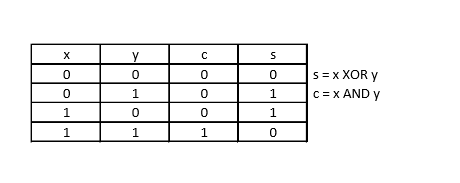 x y c s
0 0 0 0 s = x XOR y
0 1 0 1 c = x AND y
1 0 0 1
1 1 1 0